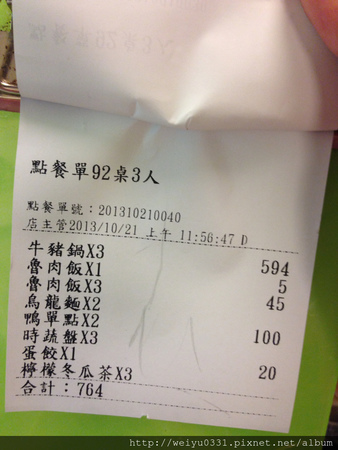 點餐單92桌3人
點餐單號：201310210040
店主管2013/10/21 上午 11:56:47 D
牛豬鍋X3
魯肉飯X1 594
魯肉飯X3 5
烏龍麵X2 45
鴨單點X2
時蔬盤X3 100
蛋餃X1
檸檬冬瓜茶X3 20
合計：764
http://weiyu0331.pixnet.net/album